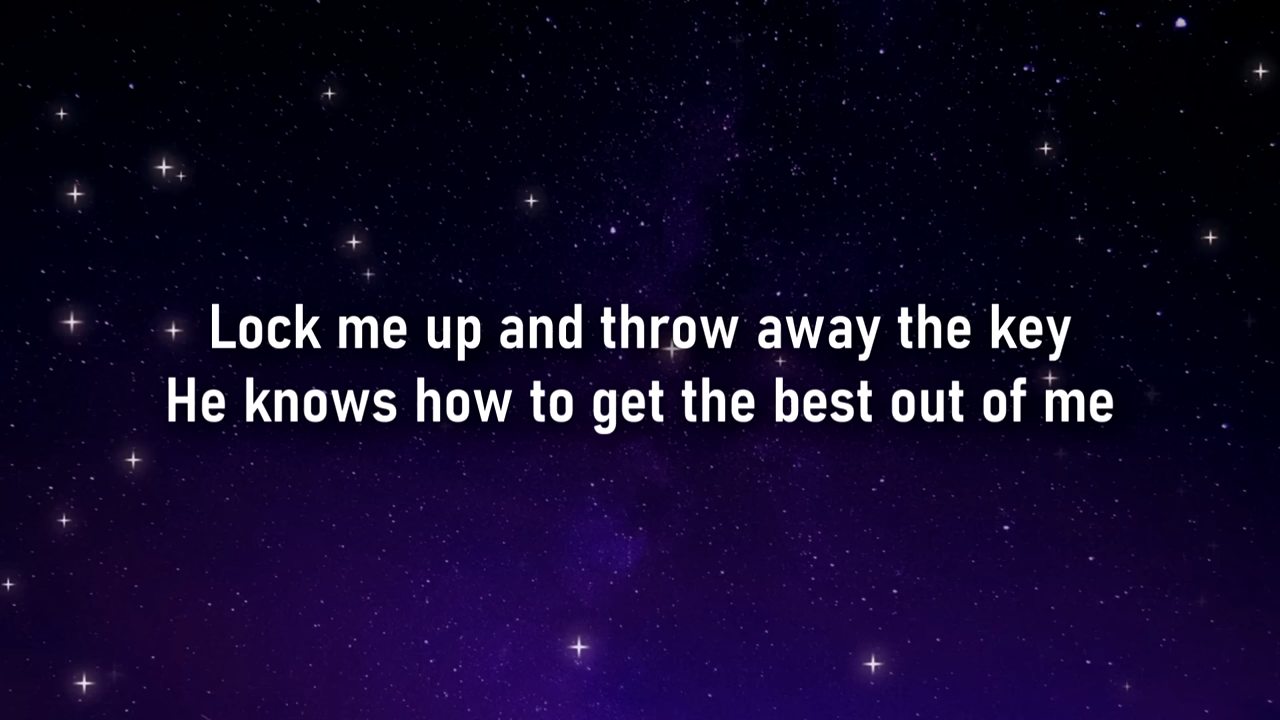 Lock me up and throw away the key
He knows how to get the best out of me